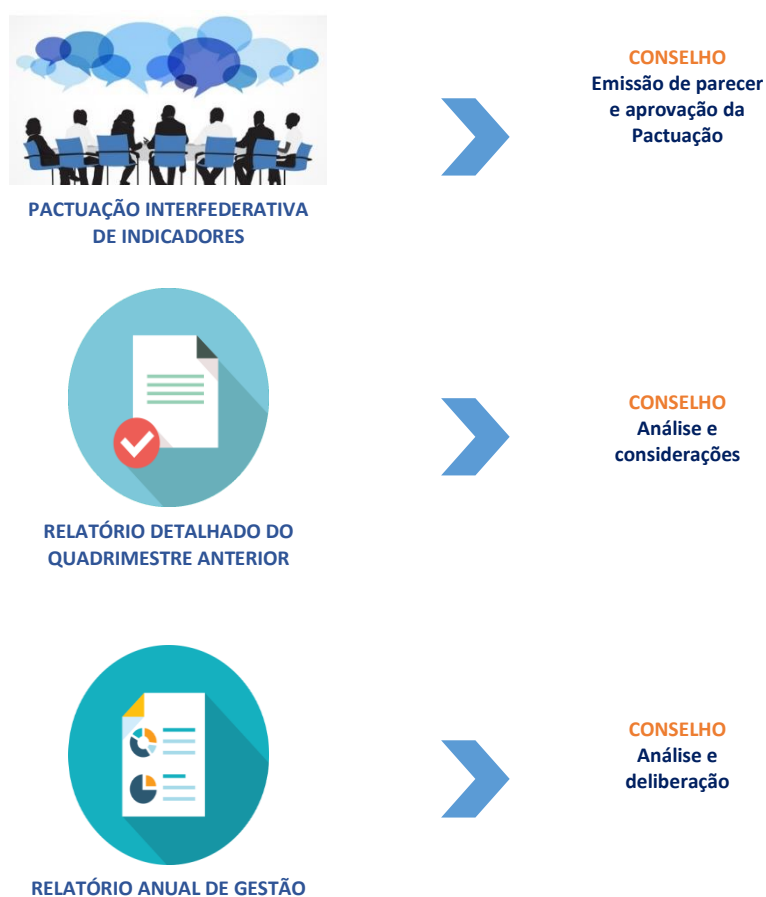 CONSELHO
Emissão de parecer
e aprovação da
Pactuação
PACTUAÇÃO INTERFEDERATIVA
DE INDICADORES
CONSELHO
Análise e
considerações
RELATÓRIO DETALHADO DO
QUADRIMESTRE ANTERIOR
CONSELHO
Análise e
deliberação
RELATÓRIO ANUAL DE GESTÃO